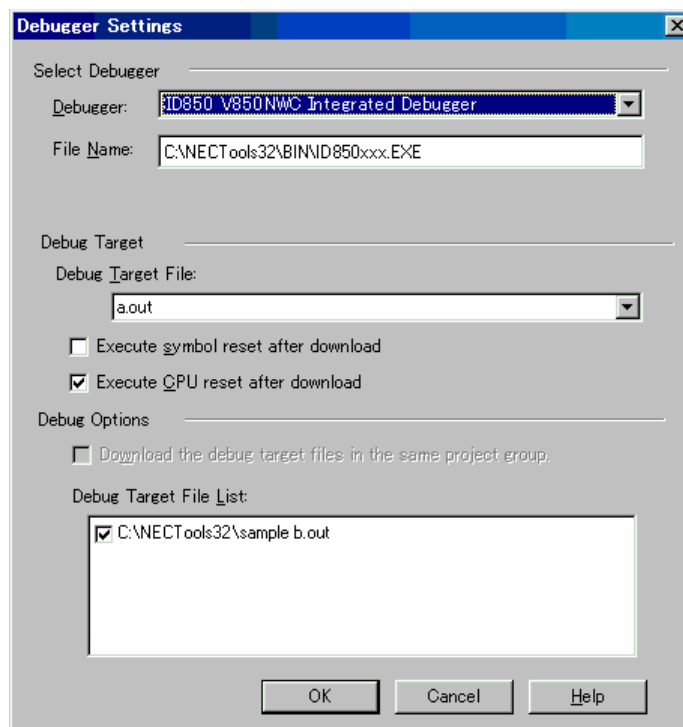 Debugger Settings
Select Debugger
Debugger: ID850 V850NWC Integrated Debugger
File Name: C:\NECTools32\BIN\ID850xxx.EXE
Debug Target
Debug Target File:
a.out
Execute symbol reset after download
Execute CPU reset after download
Debug Options
Download the debug target files in the same project group.
Debug Target File List:
C:\NECTools32\sample b.out
OK Cancel Help